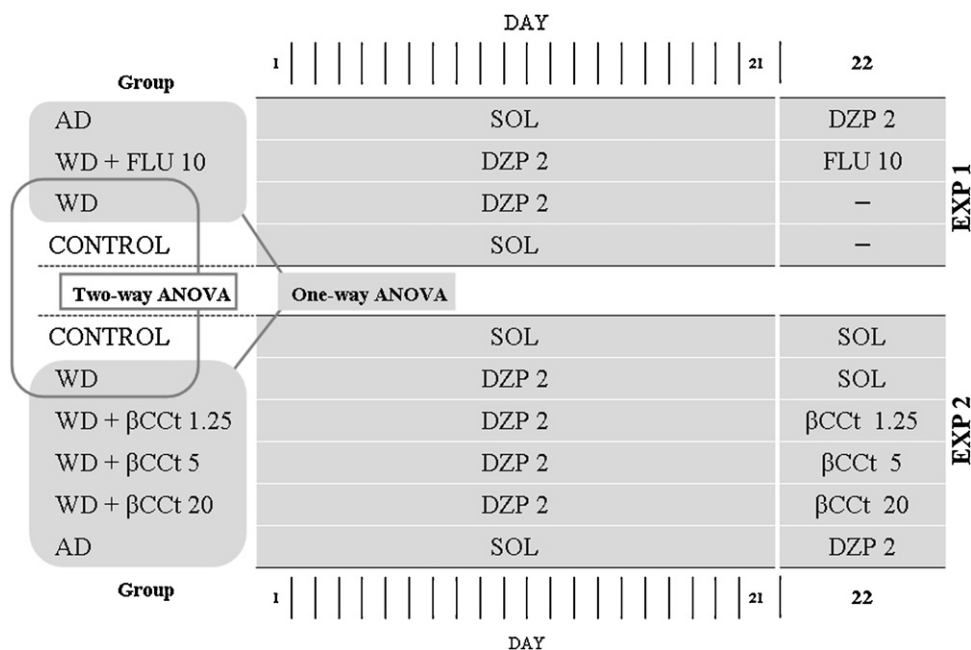 DAY
Group 1 21 22
AD SOL DZP 2
WD + FLU 10 DZP 2 FLU 10
WD DZP 2 –
CONTROL SOL –
EXP 1
Two-way ANOVA One-way ANOVA
CONTROL SOL SOL
WD DZP 2 SOL
WD + βCCt 1.25 DZP 2 βCCt 1.25
WD + βCCt 5 DZP 2 βCCt 5
WD + βCCt 20 DZP 2 βCCt 20
AD SOL DZP 2
EXP 2
Group 1 21 22
DAY